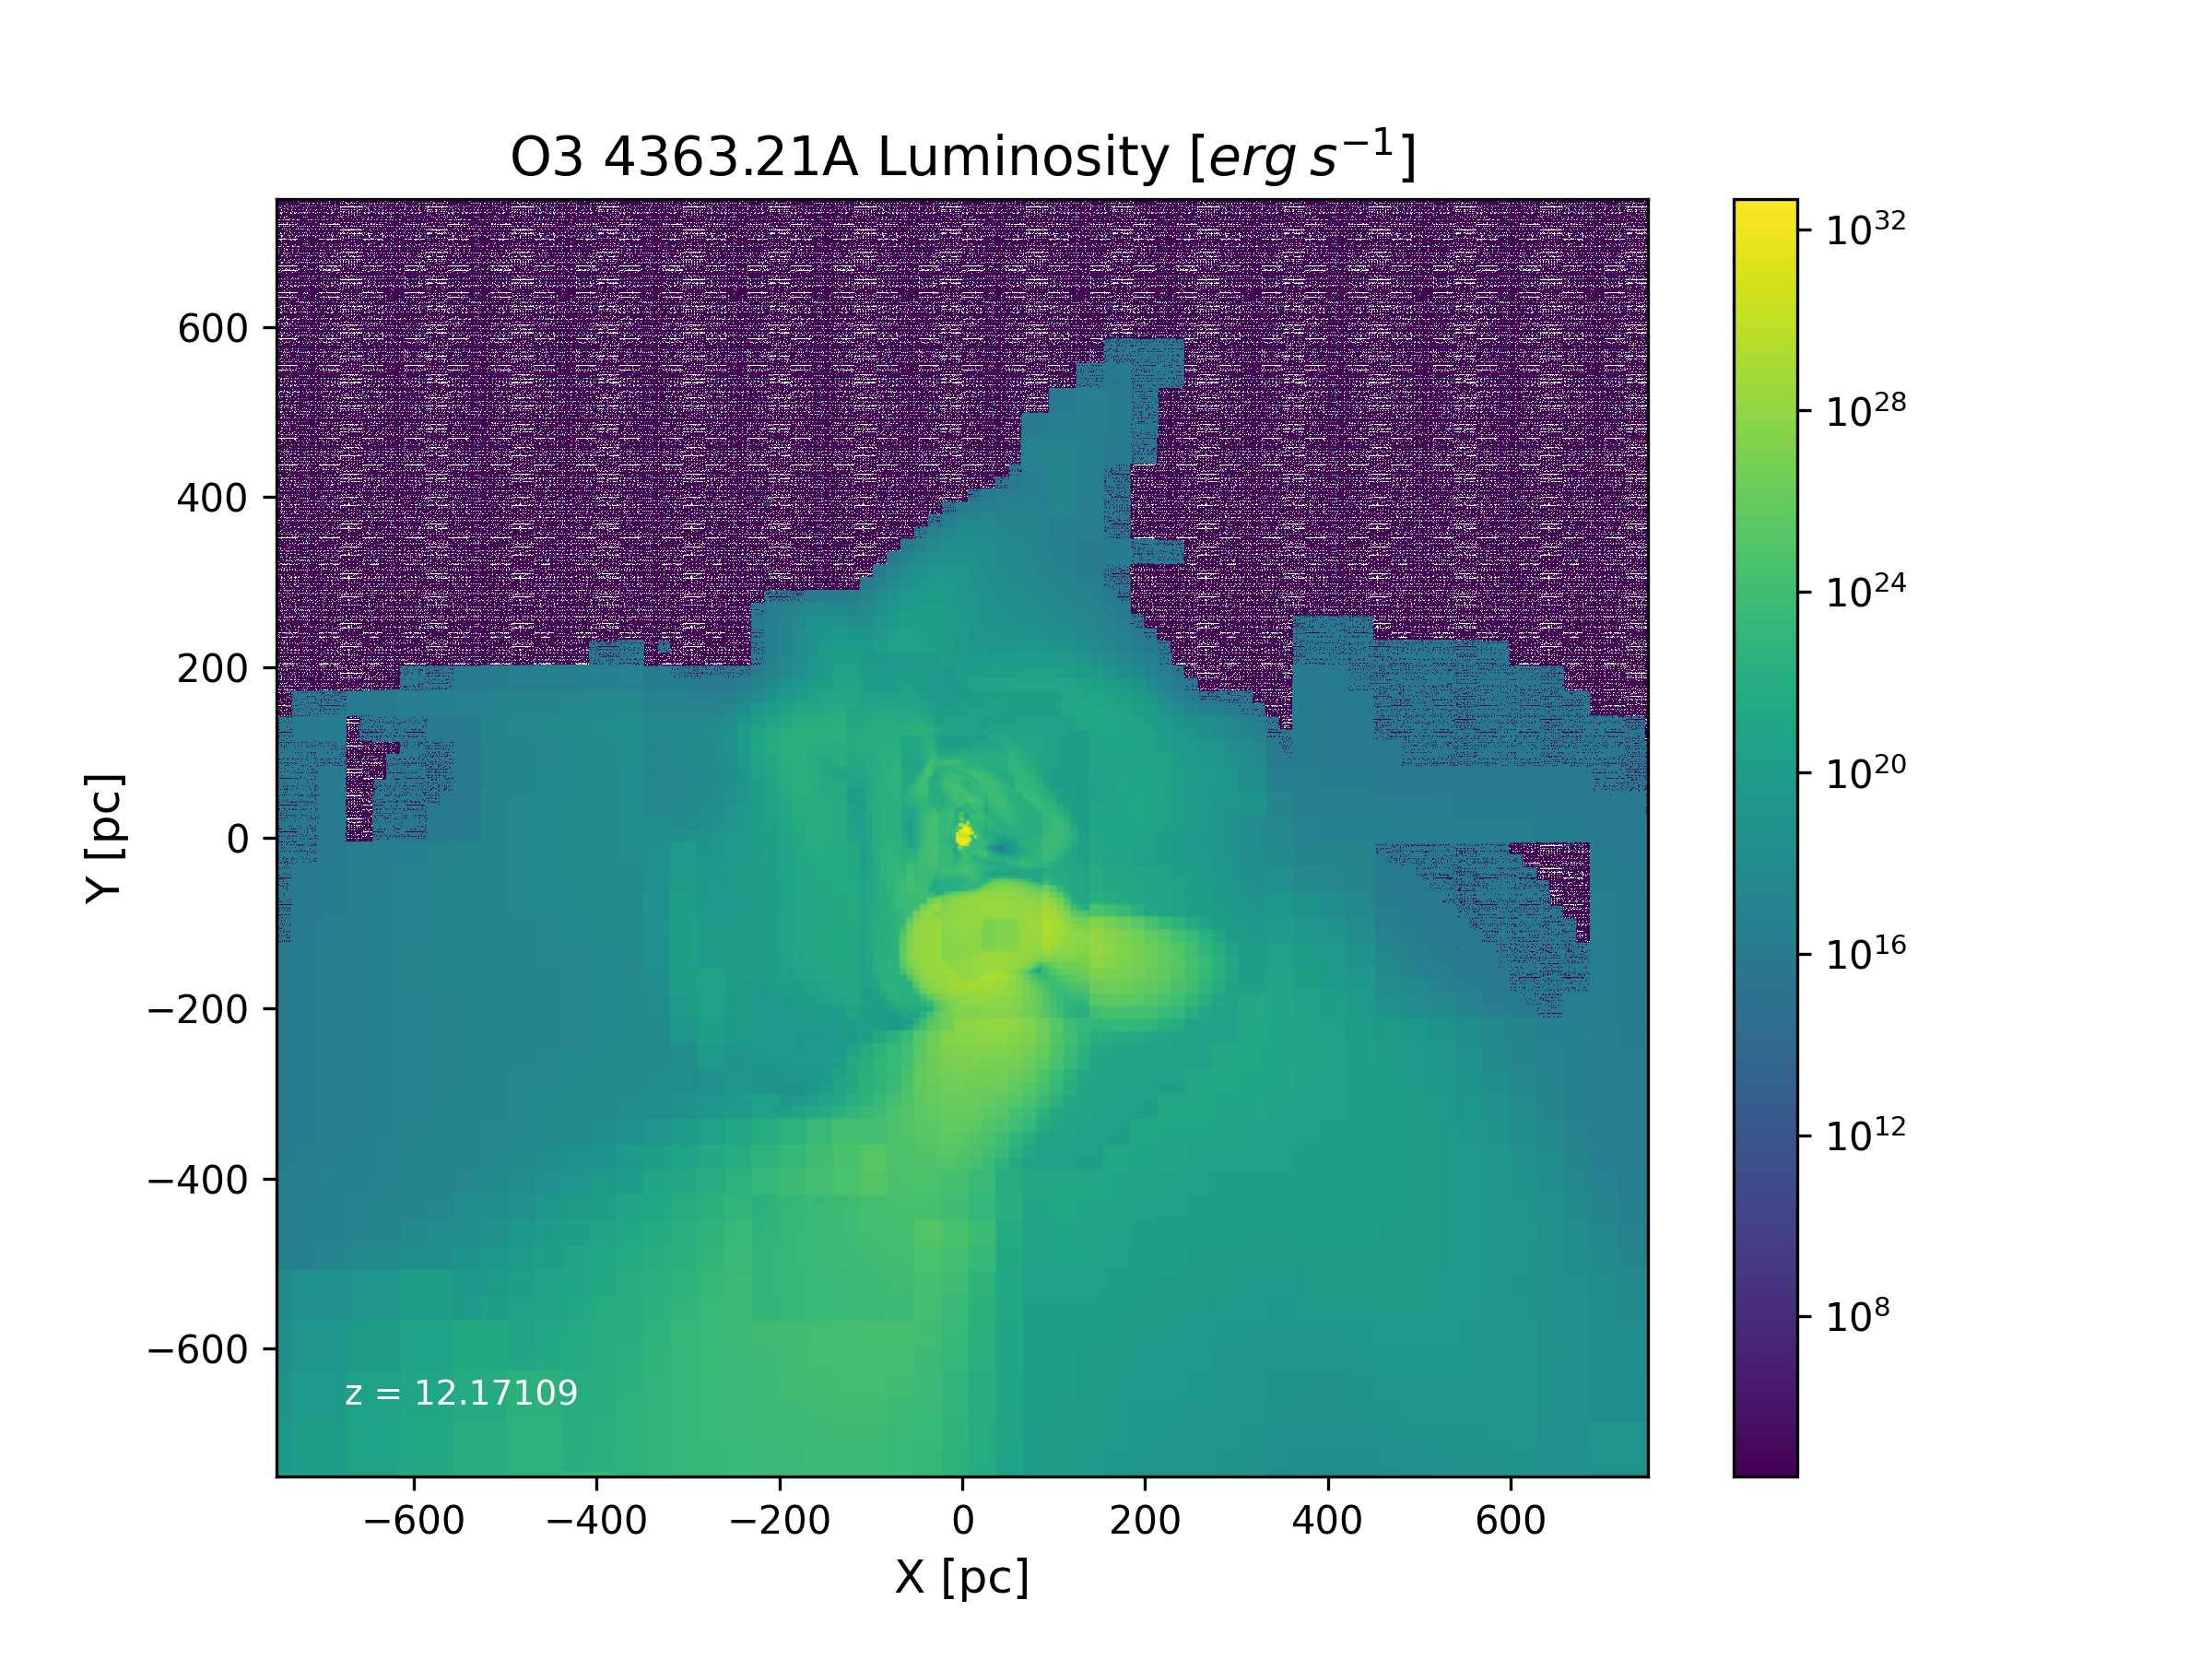 O3 4363.21A Luminosity [erg s⁻¹]
10³²
10²⁸
10²⁴
10²⁰
10¹⁶
10¹²
10⁸
600
400
200
0
−200
−400
−600
Y [pc]
z = 12.17109
−600 −400 −200 0 200 400 600
X [pc]